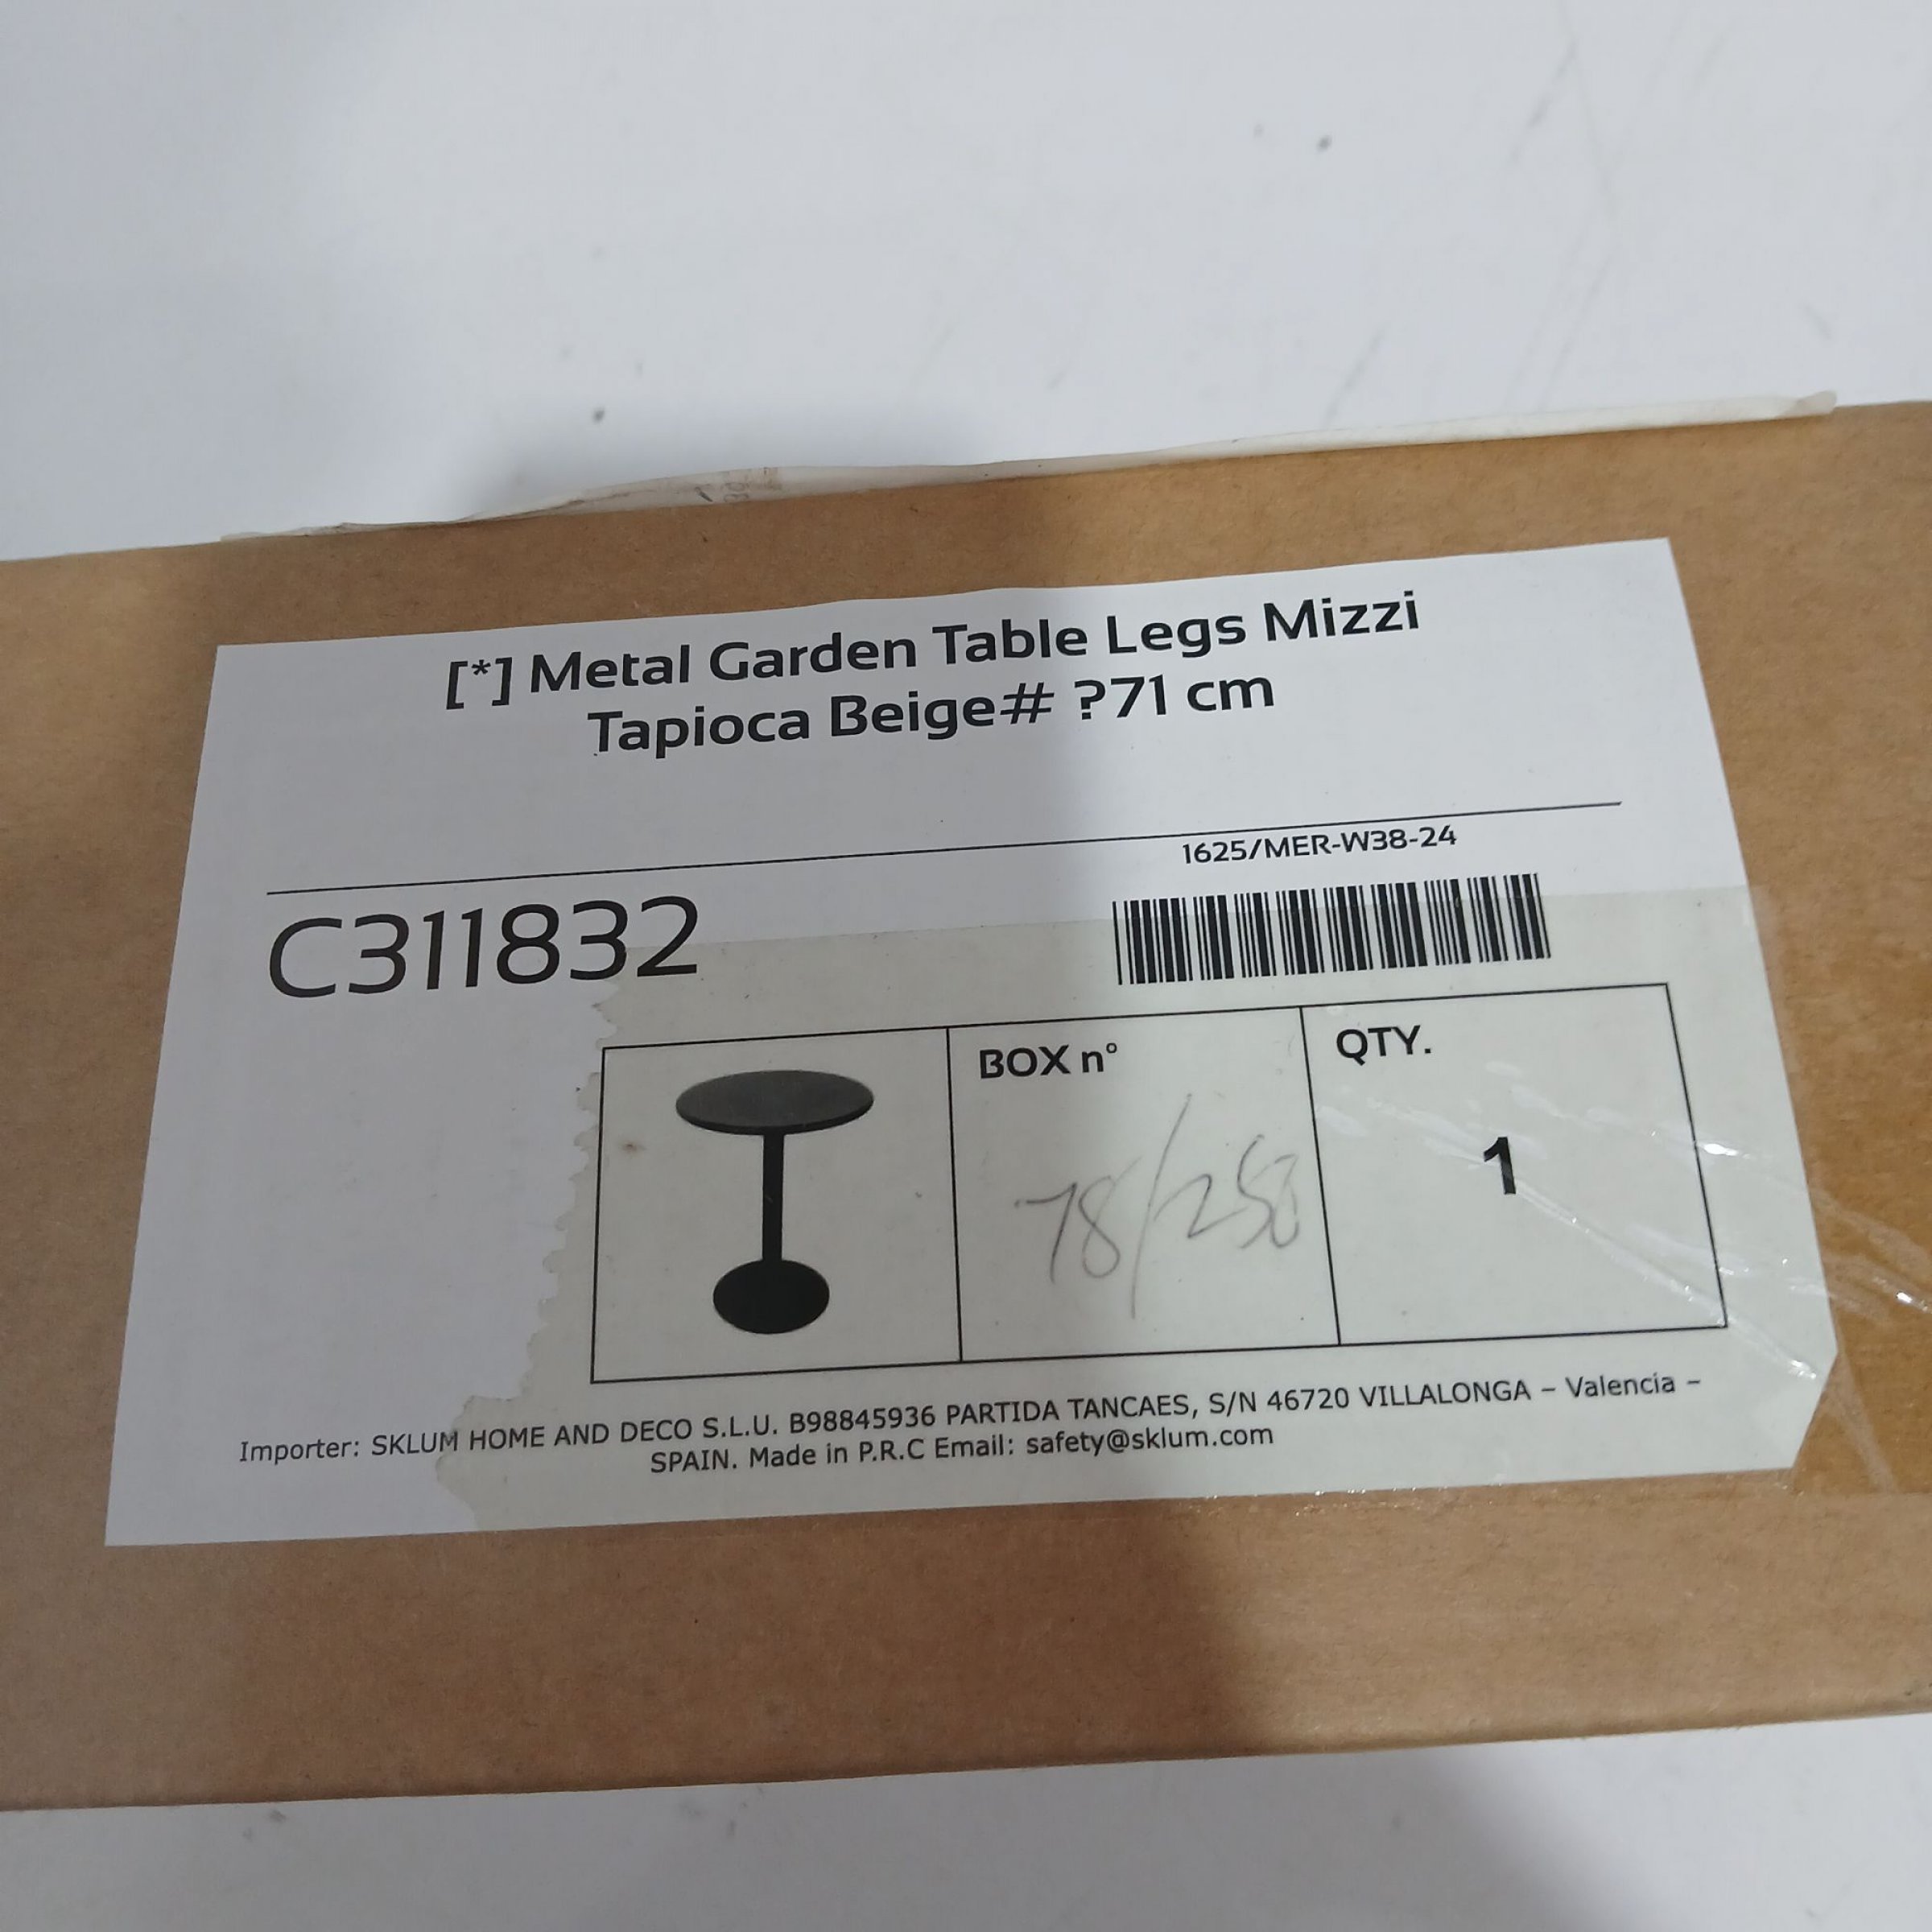 [*] Metal Garden Table Legs Mizzi
Tapioca Beige# ?71 cm
1625/MER-W38-24
C311832
BOX n°
QTY.
78/250
1
Importer: SKLUM HOME AND DECO S.L.U. B98845936 PARTIDA TANCAES, S/N 46720 VILLALONGA – Valencia –
SPAIN. Made in P.R.C Email: safety@sklum.com